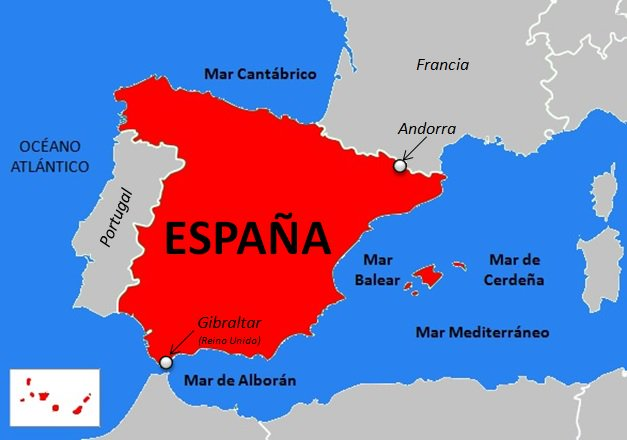 Mar Cantábrico
Francia
Andorra
OCÉANO
ATLÁNTICO
Portugal
ESPAÑA
Mar
Balear
Mar de
Cerdeña
Gibraltar
(Reino Unido)
Mar Mediterráneo
Mar de Alborán